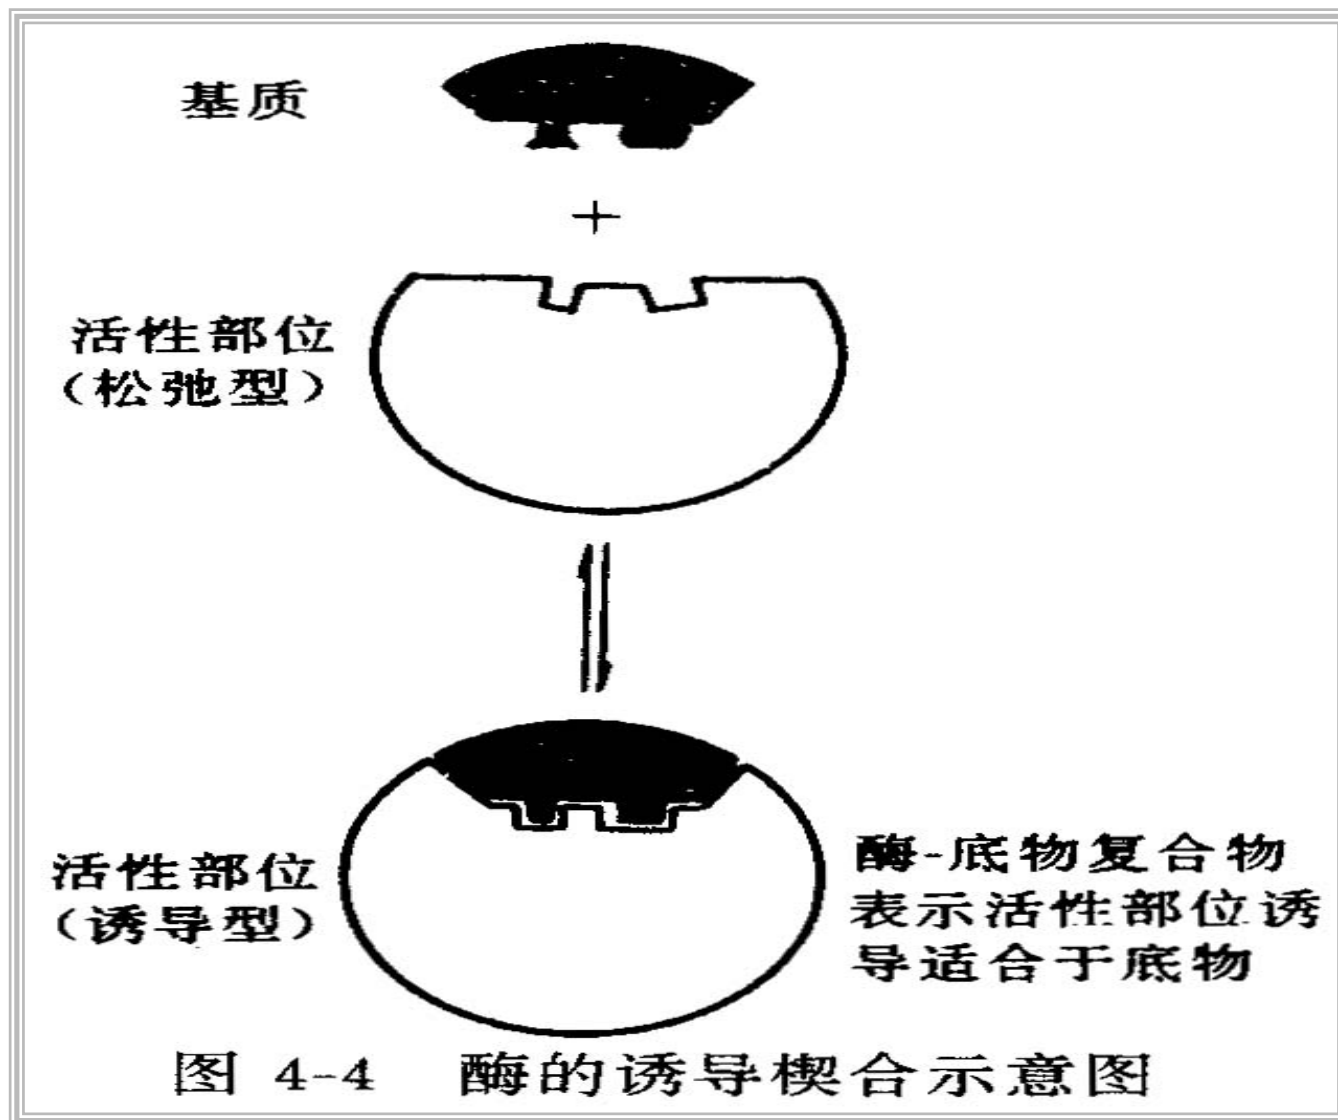 基质
+
活性部位
（松弛型）
活性部位
（诱导型）
酶-底物复合物
表示活性部位诱
导适合于底物
图 4-4 酶的诱导楔合示意图